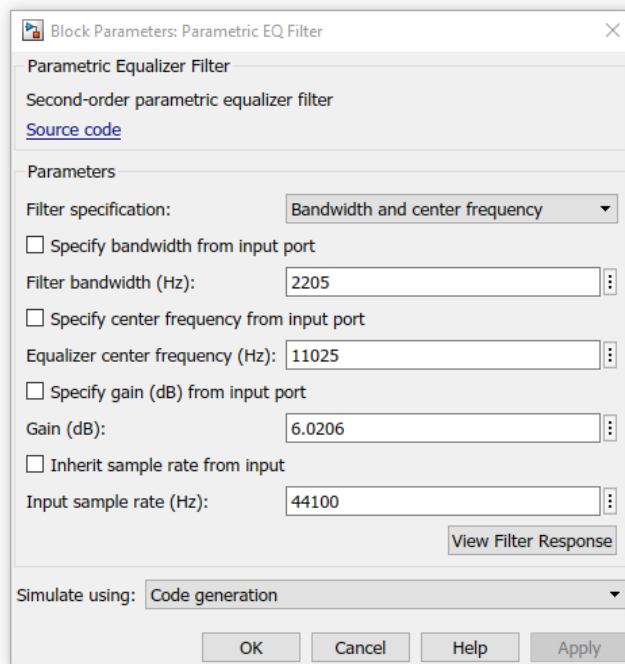 Block Parameters: Parametric EQ Filter
Parametric Equalizer Filter
Second-order parametric equalizer filter
Source code
Parameters
Filter specification: Bandwidth and center frequency
Specify bandwidth from input port
Filter bandwidth (Hz): 2205
Specify center frequency from input port
Equalizer center frequency (Hz): 11025
Specify gain (dB) from input port
Gain (dB): 6.0206
Inherit sample rate from input
Input sample rate (Hz): 44100
View Filter Response
Simulate using: Code generation
OK Cancel Help Apply